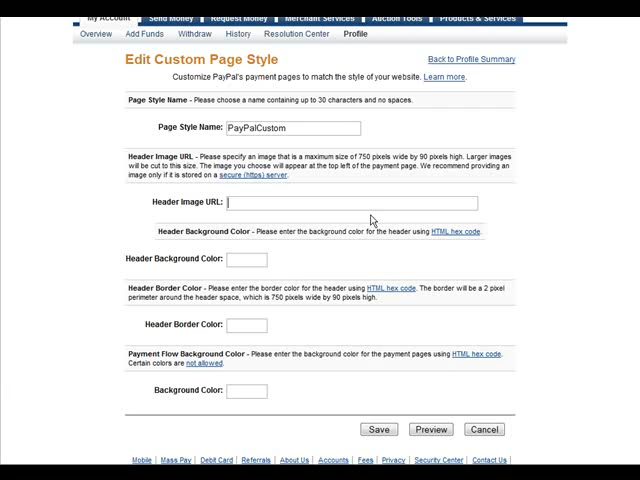 My Account Send Money Request Money Merchant Services Auction Tools Products & Services
Overview Add Funds Withdraw History Resolution Center Profile
Edit Custom Page Style
Back to Profile Summary
Customize PayPal's payment pages to match the style of your website. Learn more.
Page Style Name - Please choose a name containing up to 30 characters and no spaces.
Page Style Name: PayPalCustom
Header Image URL - Please specify an image that is a maximum size of 750 pixels wide by 90 pixels high. Larger images
will be cut to this size. The image you choose will appear at the top left of the payment page. We recommend providing an
image only if it is stored on a secure (https) server.
Header Image URL:
Header Background Color - Please enter the background color for the header using HTML hex code.
Header Background Color:
Header Border Color - Please enter the border color for the header using HTML hex code. The border will be a 2 pixel
perimeter around the header space, which is 750 pixels wide by 90 pixels high.
Header Border Color:
Payment Flow Background Color - Please enter the background color for the payment pages using HTML hex code.
Certain colors are not allowed.
Background Color:
Save Preview Cancel
Mobile | Mass Pay | Debit Card | Referrals | About Us | Accounts | Fees | Privacy | Security Center | Contact Us |